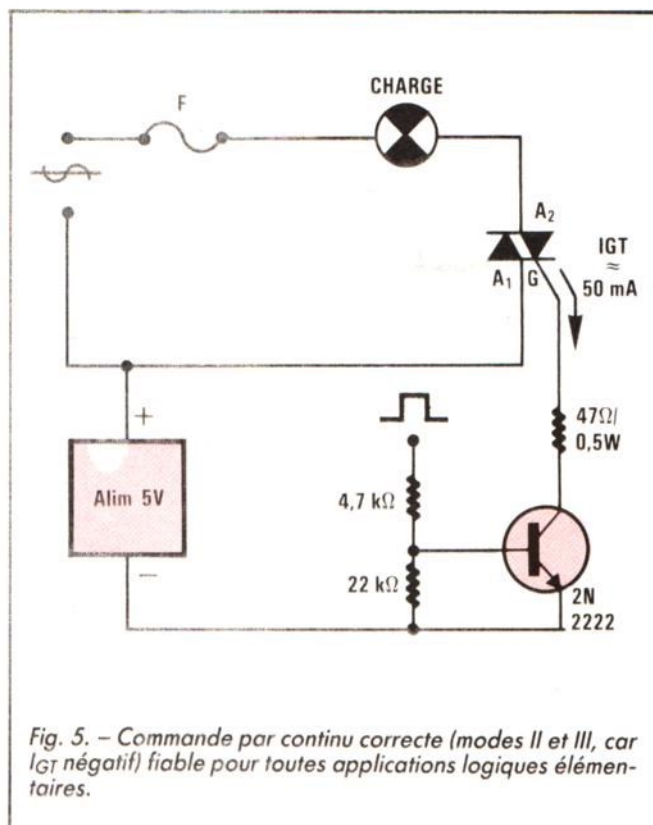 CHARGE
F
A₂
IGT
≈
50 mA
A₁
G
+
47Ω/
0,5W
Alim 5V
4,7 kΩ
−
22 kΩ
2N
2222
Fig. 5. – Commande par continu correcte (modes II et III, car
I_GT négatif) fiable pour toutes applications logiques élémen-
taires.